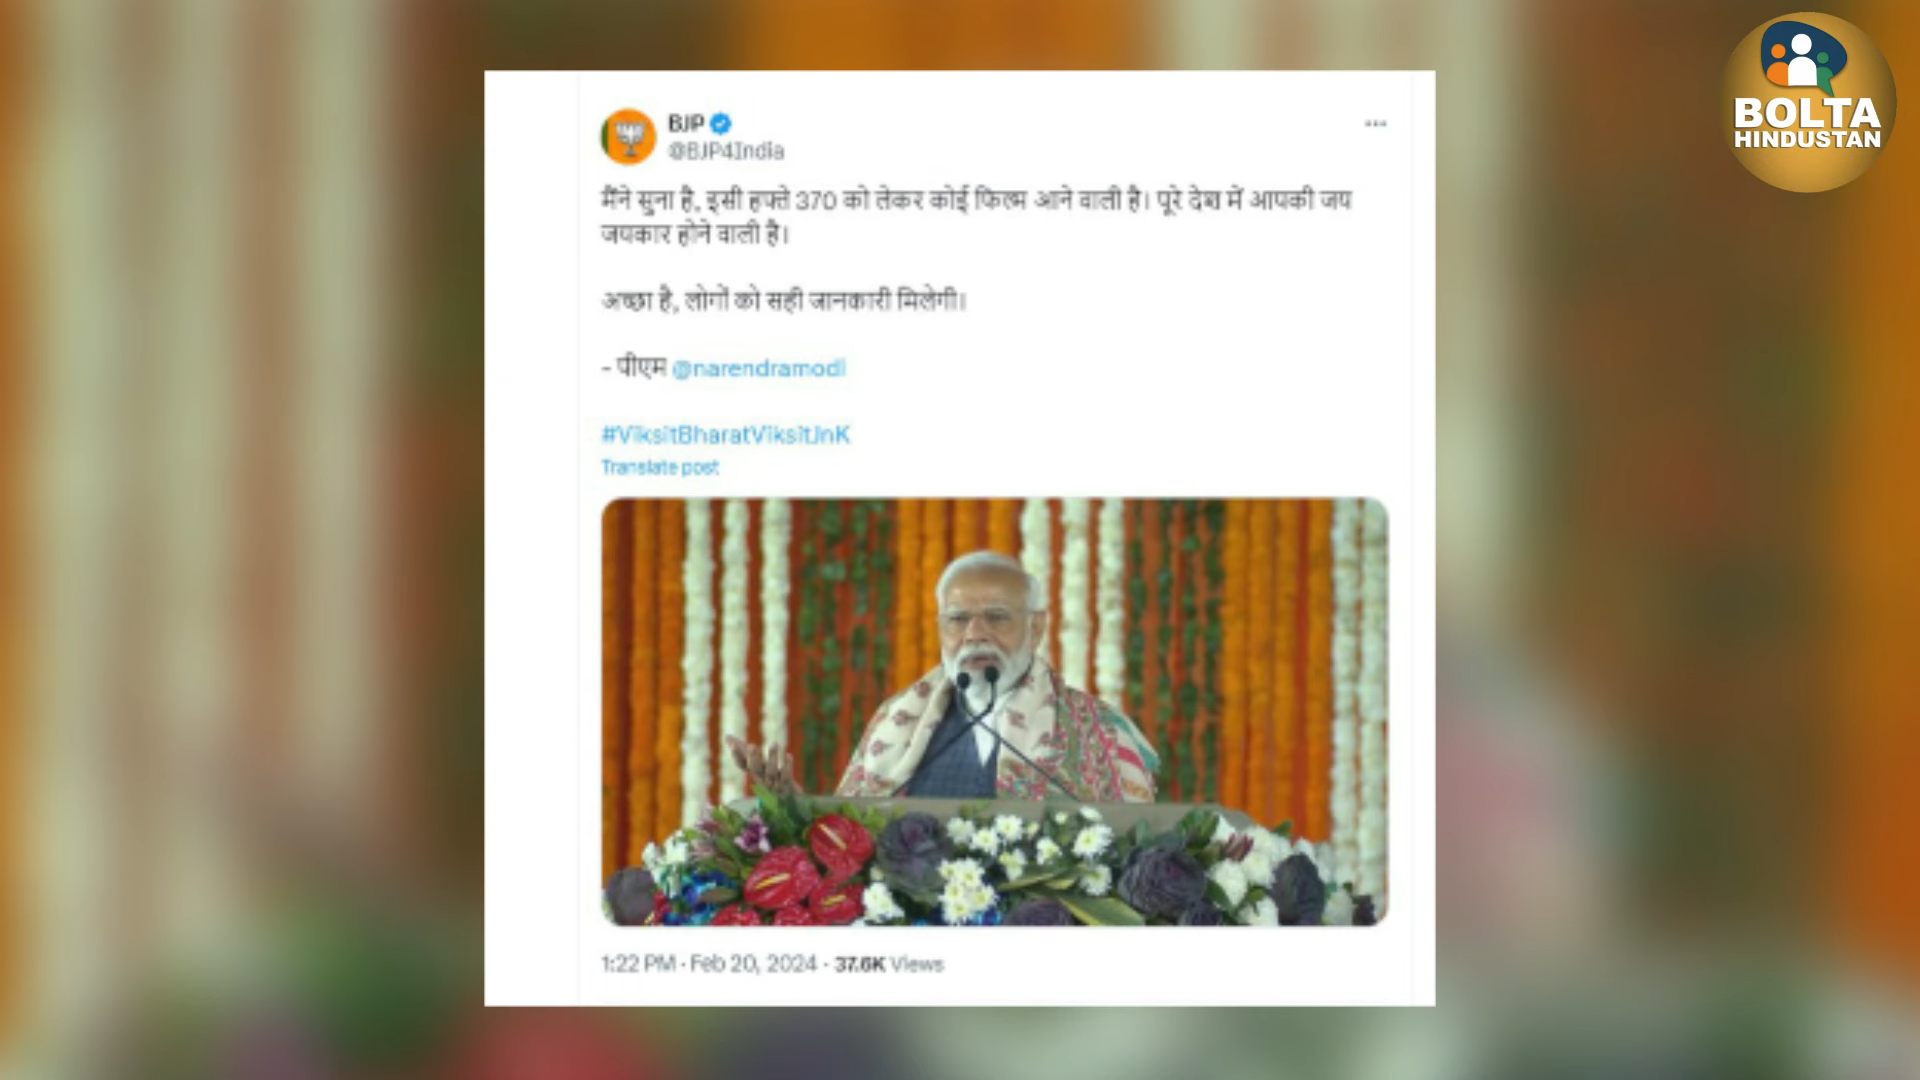 BOLTA
HINDUSTAN
BJP
@BJP4India
मैंने सुना है, इसी हफ्ते 370 को लेकर कोई फिल्म आने वाली है। पूरे देश में आपकी जय
जयकार होने वाली है।
अच्छा है, लोगों को सही जानकारी मिलेगी।
- पीएम @narendramodi
#ViksitBharatViksitJnK
Translate post
1:22 PM · Feb 20, 2024 · 37.6K Views